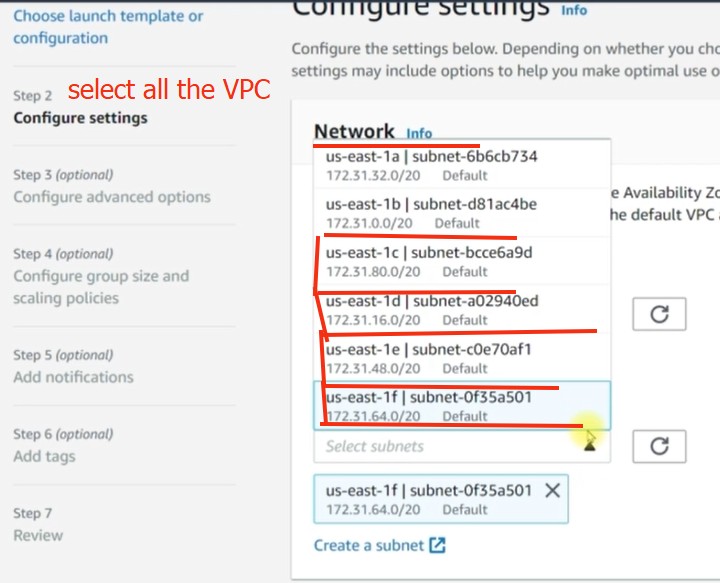 Choose launch template or
configuration
Step 2
select all the VPC
Configure settings
Step 3 (optional)
Configure advanced options
Step 4 (optional)
Configure group size and
scaling policies
Step 5 (optional)
Add notifications
Step 6 (optional)
Add tags
Step 7
Review
Configure settings Info
Configure the settings below. Depending on whether you
settings may include options to help you make optimal use
Network Info
us-east-1a | subnet-6b6cb734
172.31.32.0/20 Default
us-east-1b | subnet-d81ac4be
172.31.0.0/20 Default
us-east-1c | subnet-bcce6a9d
172.31.80.0/20 Default
us-east-1d | subnet-a02940ed
172.31.16.0/20 Default
us-east-1e | subnet-c0e70af1
172.31.48.0/20 Default
us-east-1f | subnet-0f35a501
172.31.64.0/20 Default
e Availability
he default VPC
Select subnets
us-east-1f | subnet-0f35a501
172.31.64.0/20 Default
Create a subnet